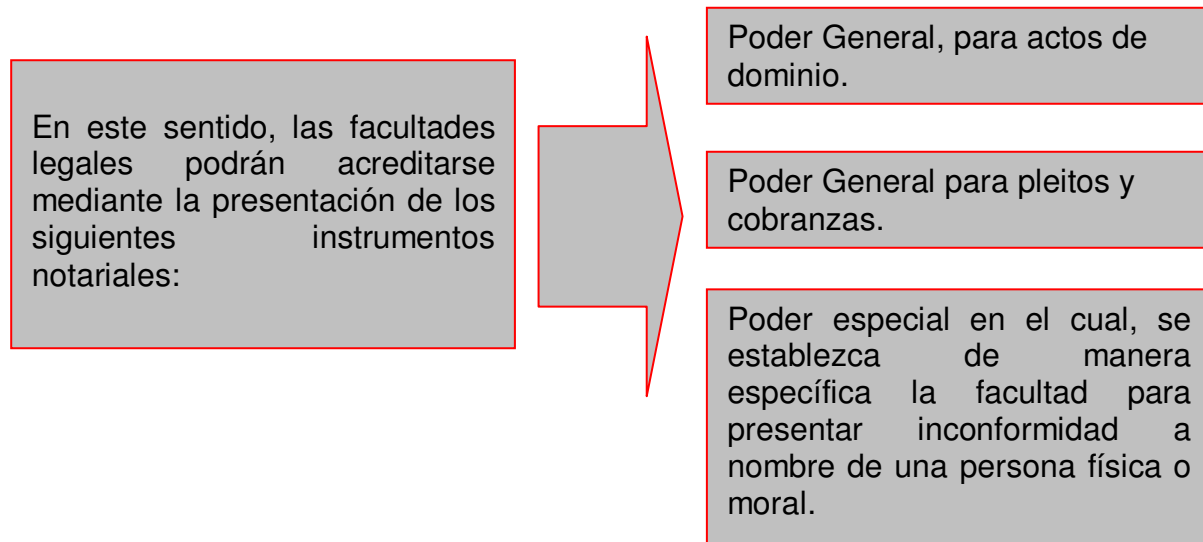 En este sentido, las facultades
legales podrán acreditarse
mediante la presentación de los
siguientes instrumentos
notariales:
Poder General, para actos de
dominio.
Poder General para pleitos y
cobranzas.
Poder especial en el cual, se
establezca de manera
específica la facultad para
presentar inconformidad a
nombre de una persona física o
moral.